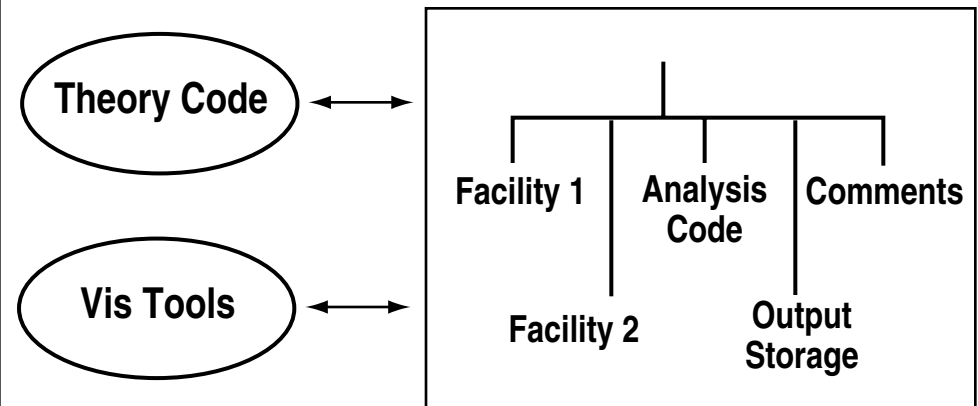 Theory Code
Vis Tools
Facility 1
Analysis
Code
Comments
Facility 2
Output
Storage